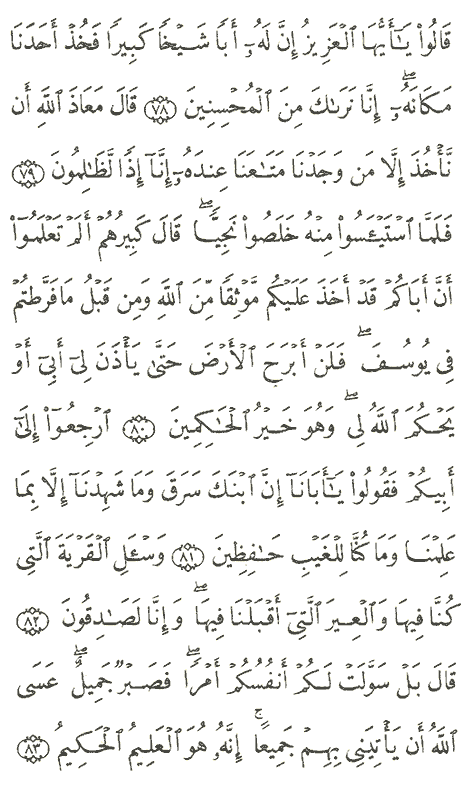 قَالُوا۟ يَـٰٓأَيُّهَا ٱلْعَزِيزُ إِنَّ لَهُۥٓ أَبًا شَيْخًا كَبِيرًا فَخُذْ أَحَدَنَا
مَكَانَهُۥٓ ۖ إِنَّا نَرَىٰكَ مِنَ ٱلْمُحْسِنِينَ ٧٨ قَالَ مَعَاذَ ٱللَّهِ أَن
نَّأْخُذَ إِلَّا مَن وَجَدْنَا مَتَـٰعَنَا عِندَهُۥٓ إِنَّآ إِذًا لَّظَـٰلِمُونَ ٧٩
فَلَمَّا ٱسْتَيْـَٔسُوا۟ مِنْهُ خَلَصُوا۟ نَجِيًّا ۖ قَالَ كَبِيرُهُمْ أَلَمْ تَعْلَمُوٓا۟
أَنَّ أَبَاكُمْ قَدْ أَخَذَ عَلَيْكُم مَّوْثِقًا مِّنَ ٱللَّهِ وَمِن قَبْلُ مَا فَرَّطتُمْ
فِى يُوسُفَ ۖ فَلَنْ أَبْرَحَ ٱلْأَرْضَ حَتَّىٰ يَأْذَنَ لِىٓ أَبِىٓ أَوْ
يَحْكُمَ ٱللَّهُ لِى ۖ وَهُوَ خَيْرُ ٱلْحَـٰكِمِينَ ٨٠ ٱرْجِعُوٓا۟ إِلَىٰٓ
أَبِيكُمْ فَقُولُوا۟ يَـٰٓأَبَانَآ إِنَّ ٱبْنَكَ سَرَقَ وَمَا شَهِدْنَآ إِلَّا بِمَا
عَلِمْنَا وَمَا كُنَّا لِلْغَيْبِ حَـٰفِظِينَ ٨١ وَسْـَٔلِ ٱلْقَرْيَةَ ٱلَّتِى
كُنَّا فِيهَا وَٱلْعِيرَ ٱلَّتِىٓ أَقْبَلْنَا فِيهَا ۖ وَإِنَّا لَصَـٰدِقُونَ ٨٢
قَالَ بَلْ سَوَّلَتْ لَكُمْ أَنفُسُكُمْ أَمْرًا ۖ فَصَبْرٌ جَمِيلٌ ۖ عَسَى
ٱللَّهُ أَن يَأْتِيَنِى بِهِمْ جَمِيعًا ۚ إِنَّهُۥ هُوَ ٱلْعَلِيمُ ٱلْحَكِيمُ ٨٣